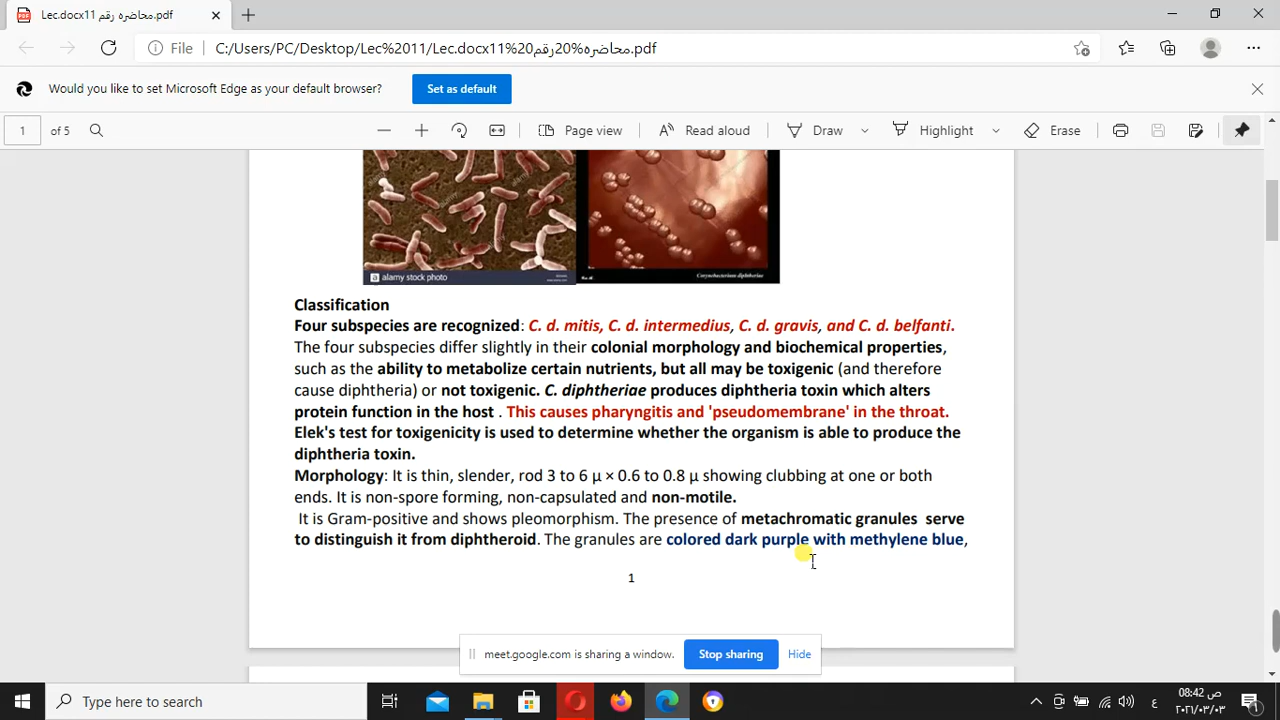 Lec.docx11 محاضره رقم.pdf
File
C:/Users/PC/Desktop/Lec%2011/Lec.docx11%20محاضره%20رقم.pdf
Would you like to set Microsoft Edge as your default browser?
Set as default
1 of 5
Page view
Read aloud
Draw
Highlight
Erase
alamy stock photo
Corynebacterium diphtheriae
Classification
Four subspecies are recognized: C. d. mitis, C. d. intermedius, C. d. gravis, and C. d. belfanti.
The four subspecies differ slightly in their colonial morphology and biochemical properties,
such as the ability to metabolize certain nutrients, but all may be toxigenic (and therefore
cause diphtheria) or not toxigenic. C. diphtheriae produces diphtheria toxin which alters
protein function in the host . This causes pharyngitis and 'pseudomembrane' in the throat.
Elek's test for toxigenicity is used to determine whether the organism is able to produce the
diphtheria toxin.
Morphology: It is thin, slender, rod 3 to 6 µ × 0.6 to 0.8 µ showing clubbing at one or both
ends. It is non-spore forming, non-capsulated and non-motile.
It is Gram-positive and shows pleomorphism. The presence of metachromatic granules serve
to distinguish it from diphtheroid. The granules are colored dark purple with methylene blue,
1
meet.google.com is sharing a window.
Stop sharing
Hide
Type here to search
ع
08:42 ص
٢٠٢١/٠٣/٠٣
1